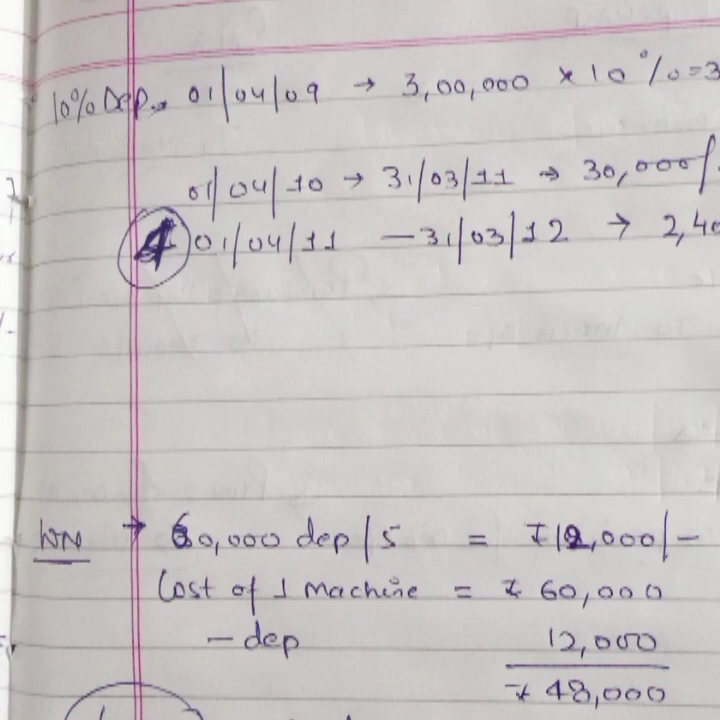 10% Dep. → 01/04/09 → 3,00,000 × 10% = 3
01/04/10 → 31/03/11 → 30,000/-
4 01/04/11 — 31/03/12 → 2,40
WN → 60,000 dep/5 = ₹12,000/-
Cost of 1 Machine = ₹ 60,000
- dep 12,000
₹ 48,000